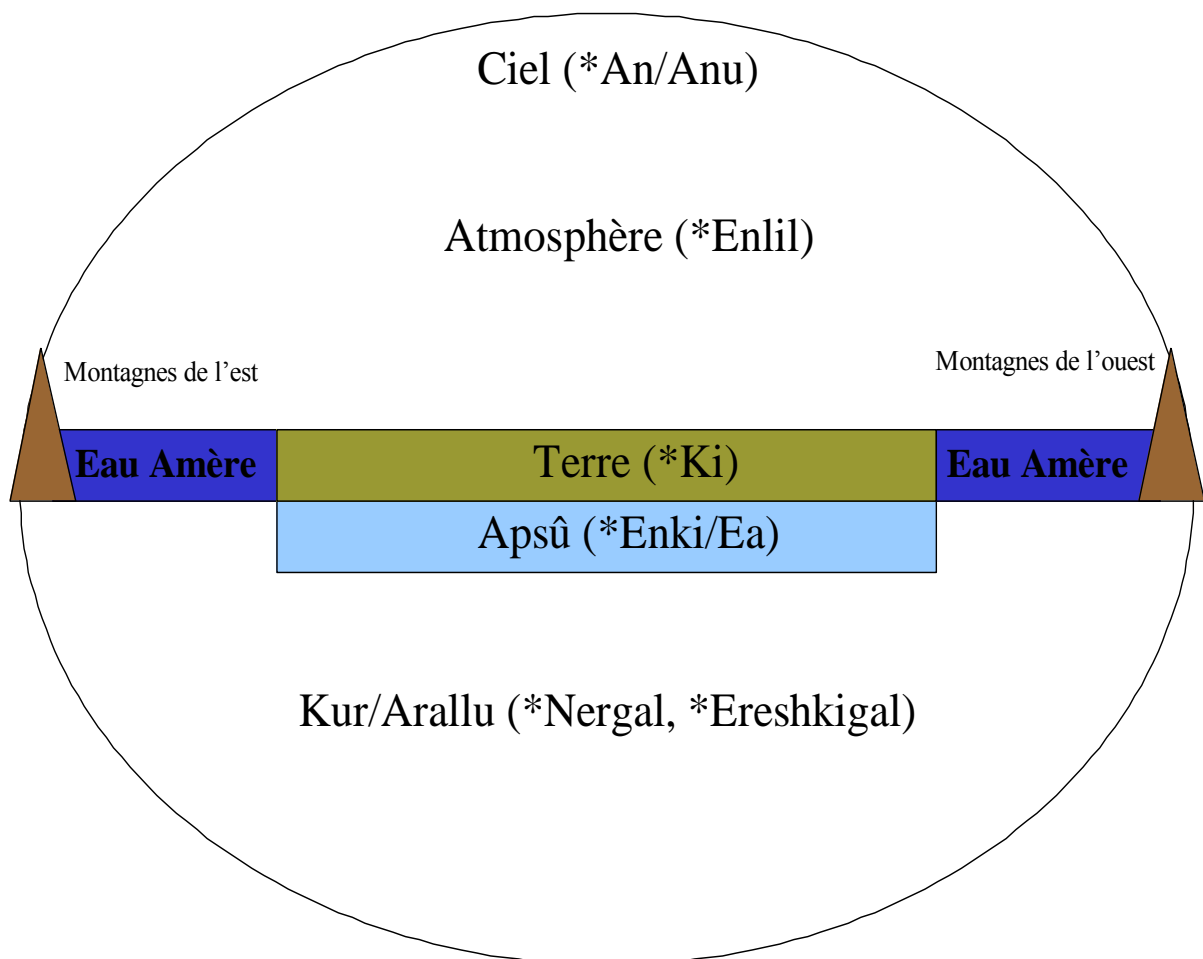 Ciel (*An/Anu)
Atmosphère (*Enlil)
Montagnes de l’est
Montagnes de l’ouest
Eau Amère
Terre (*Ki)
Eau Amère
Apsû (*Enki/Ea)
Kur/Arallu (*Nergal, *Ereshkigal)